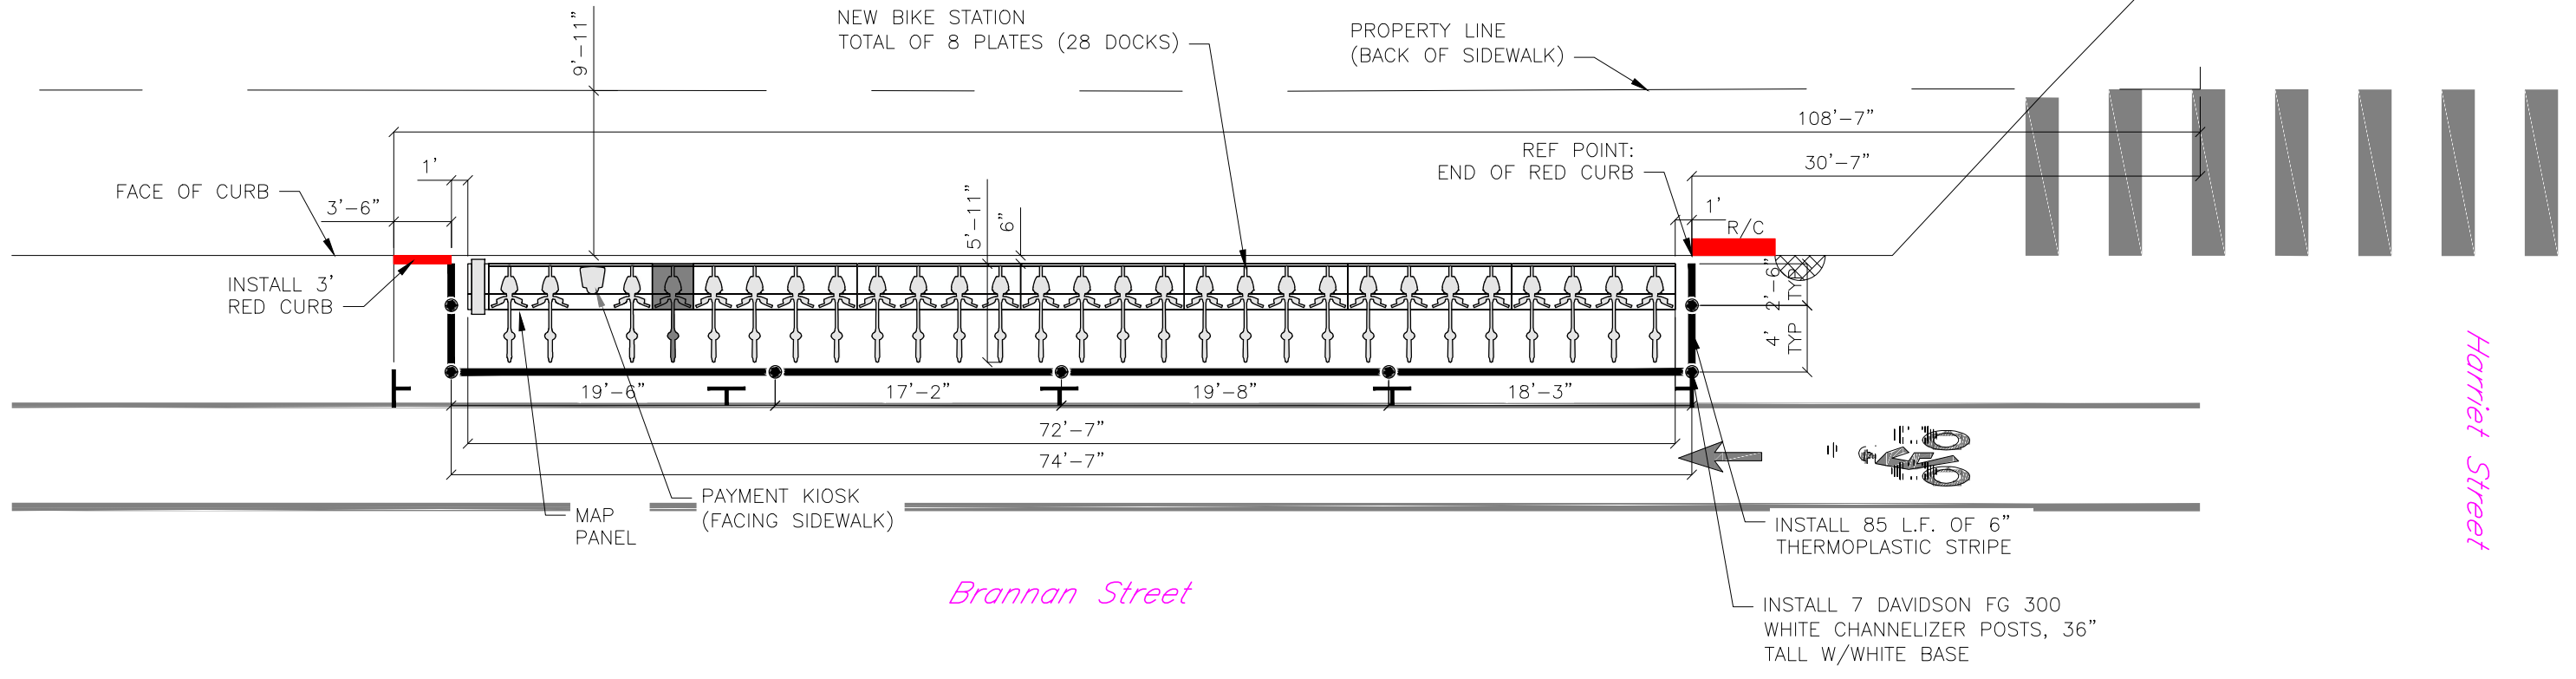 NEW BIKE STATION
TOTAL OF 8 PLATES (28 DOCKS)
PROPERTY LINE
(BACK OF SIDEWALK)
9'-11"
108'-7"
REF POINT:
END OF RED CURB
30'-7"
1'
FACE OF CURB
3'-6"
5'-11"
6"
1'
R/C
INSTALL 3'
RED CURB
2'-6"
TYP
4'
TYP
19'-6"
17'-2"
19'-8"
18'-3"
72'-7"
74'-7"
PAYMENT KIOSK
(FACING SIDEWALK)
MAP
PANEL
INSTALL 85 L.F. OF 6"
THERMOPLASTIC STRIPE
INSTALL 7 DAVIDSON FG 300
WHITE CHANNELIZER POSTS, 36"
TALL W/WHITE BASE
Brannan Street
Harriet Street